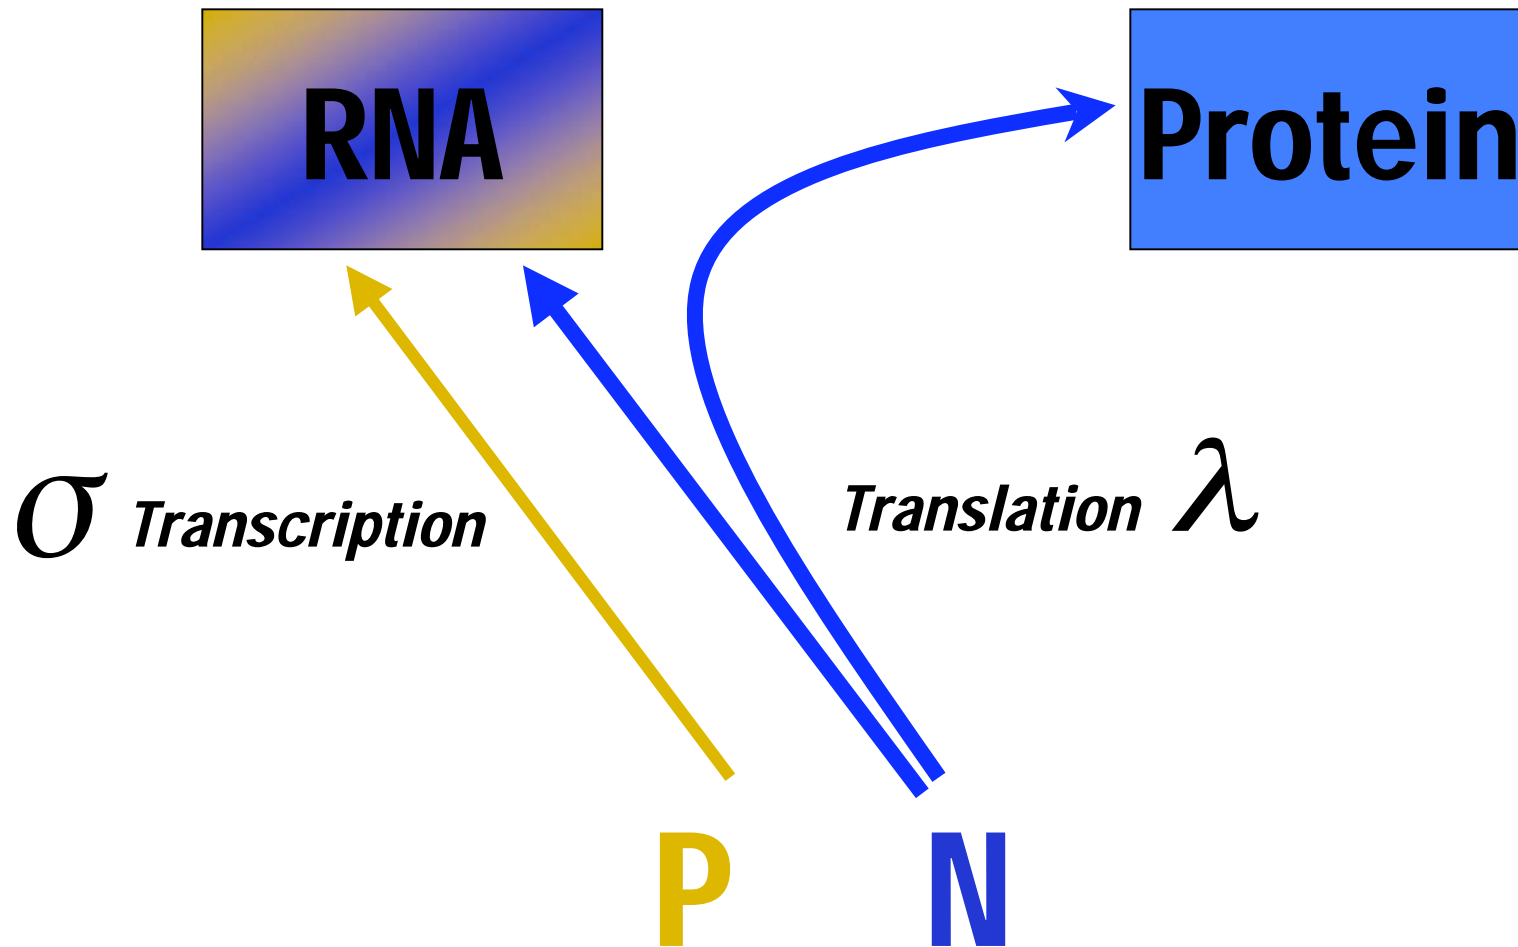 RNA
Protein
σ Transcription
Translation λ
P
N